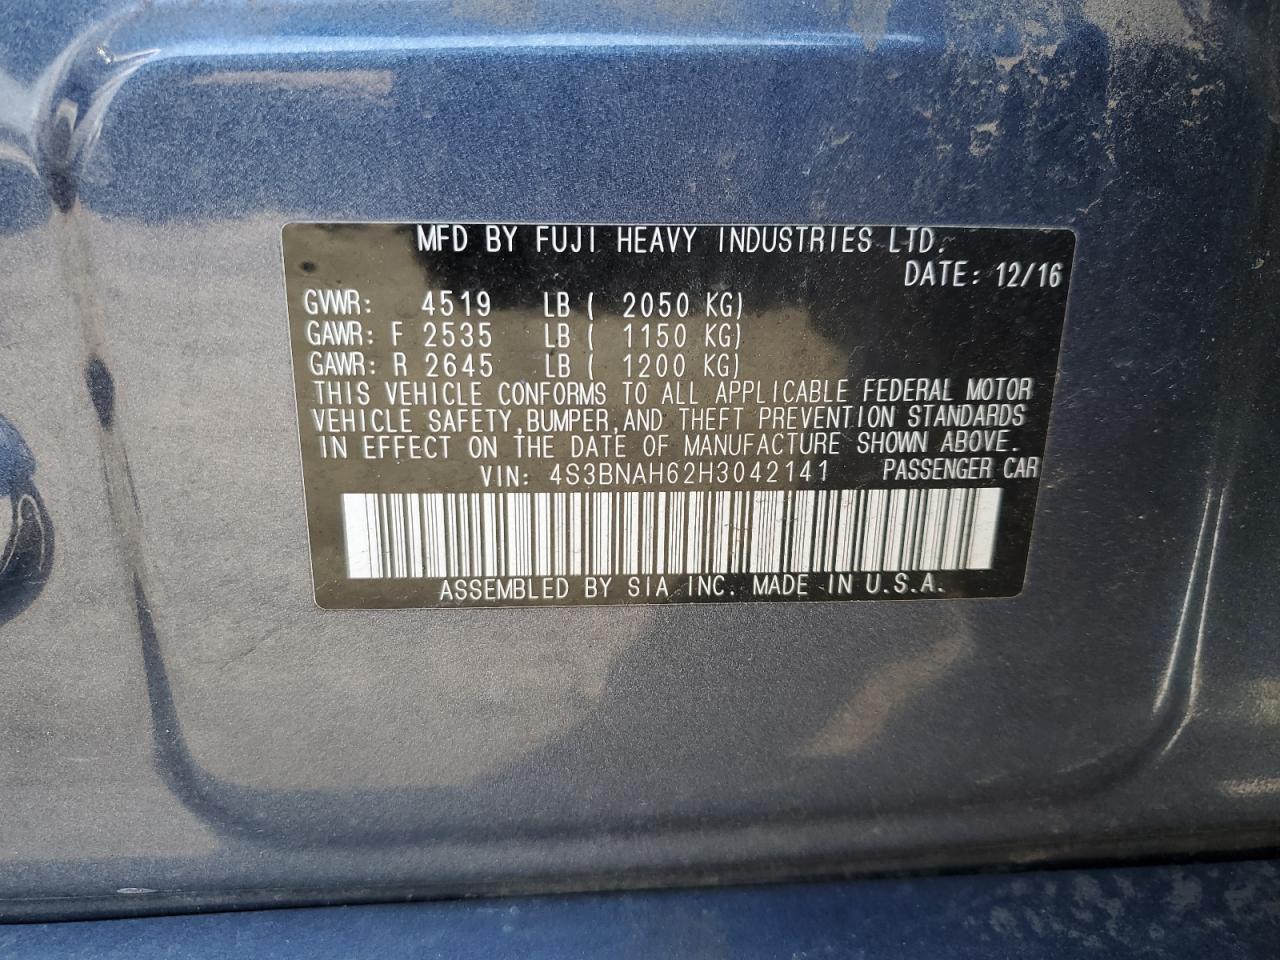 MFD BY FUJI HEAVY INDUSTRIES LTD.
DATE: 12/16
GVWR: 4519 LB ( 2050 KG)
GAWR: F 2535 LB ( 1150 KG)
GAWR: R 2645 LB ( 1200 KG)
THIS VEHICLE CONFORMS TO ALL APPLICABLE FEDERAL MOTOR
VEHICLE SAFETY,BUMPER,AND THEFT PREVENTION STANDARDS
IN EFFECT ON THE DATE OF MANUFACTURE SHOWN ABOVE.
VIN: 4S3BNAH62H3042141 PASSENGER CAR
ASSEMBLED BY SIA INC. MADE IN U.S.A.